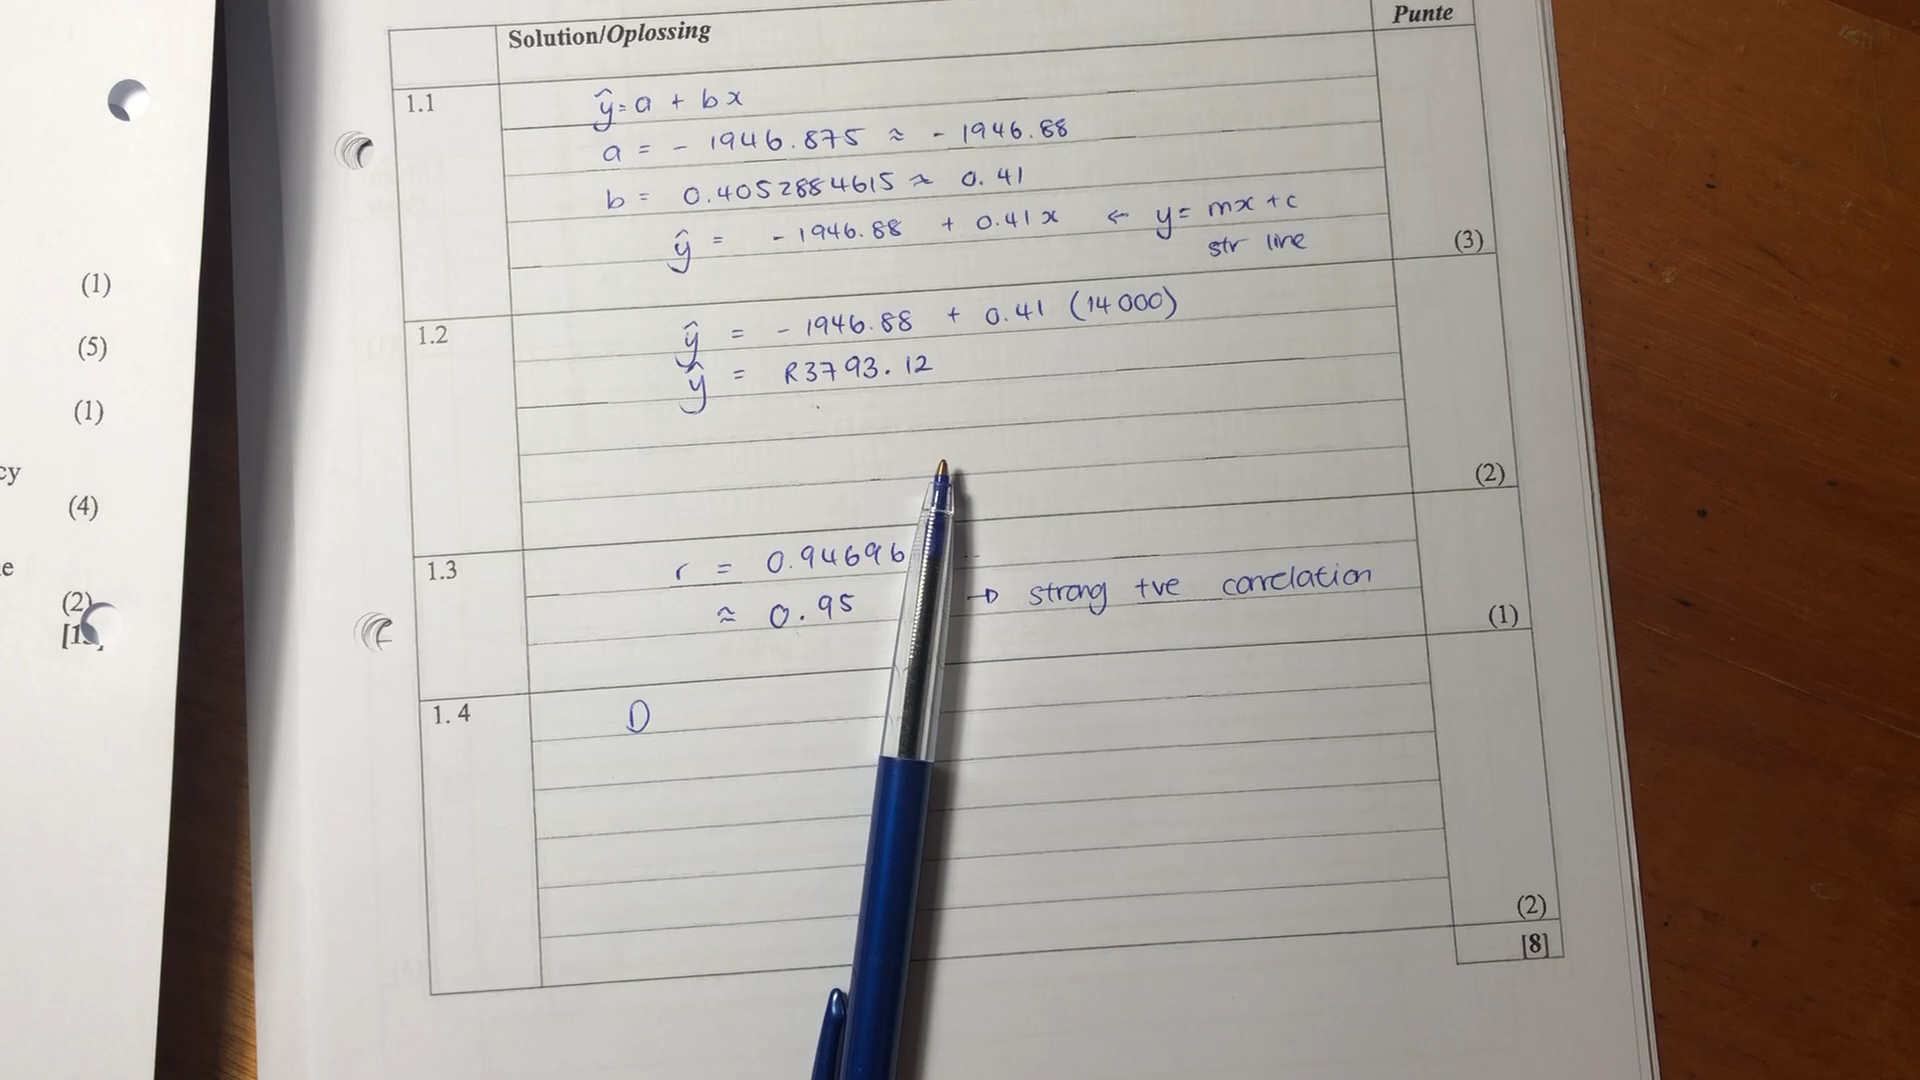 (1)
(5)
(1)
cy
(4)
e
(2)
Solution/Oplossing
Punte
1.1
ŷ = a + bx
a = - 1946.875 ≈ - 1946.88
b = 0.4052884615 ≈ 0.41
ŷ = - 1946.88 + 0.41x ← y = mx + c
str line
(3)
1.2
ŷ = - 1946.88 + 0.41 (14 000)
ŷ = R3793.12
(2)
1.3
r = 0.94696
≈ 0.95 → strong +ve correlation
(1)
1. 4
D
(2)
[8]